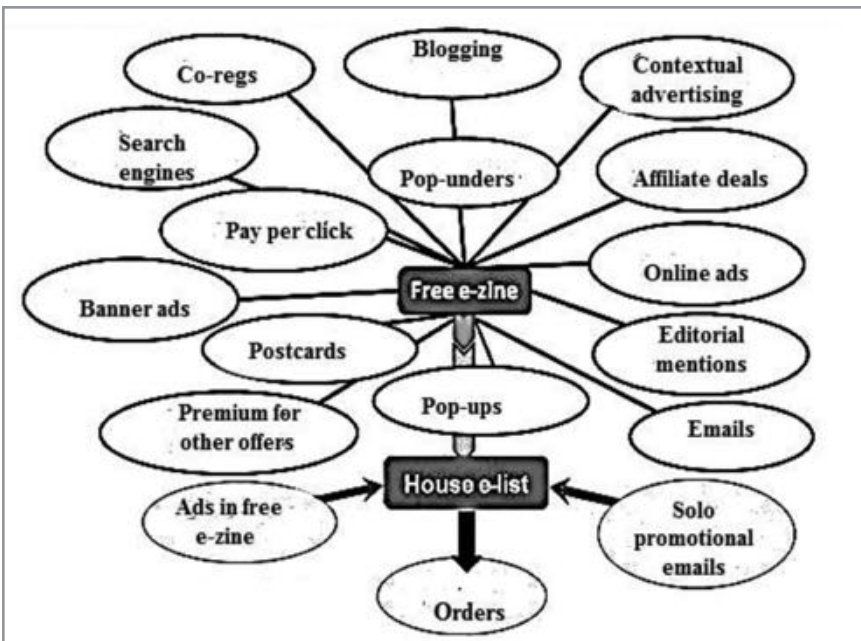 Blogging
Co-regs
Contextual
advertising
Search
engines
Pop-unders
Affiliate deals
Pay per click
Online ads
Free e-zine
Banner ads
Postcards
Editorial
mentions
Premium for
other offers
Pop-ups
Emails
House e-list
Ads in free
e-zine
Solo
promotional
emails
Orders